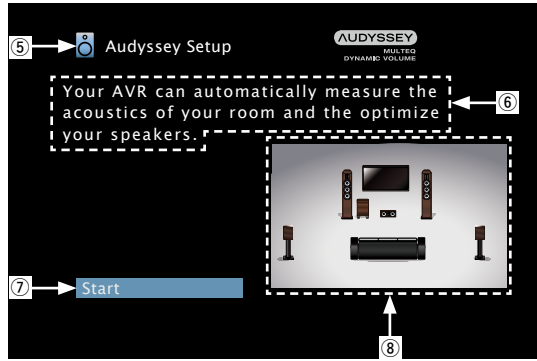 ⑤
Audyssey Setup
AUDYSSEY
MULTEQ
DYNAMIC VOLUME
Your AVR can automatically measure the
acoustics of your room and the optimize
your speakers.
⑥
⑦
Start
⑧